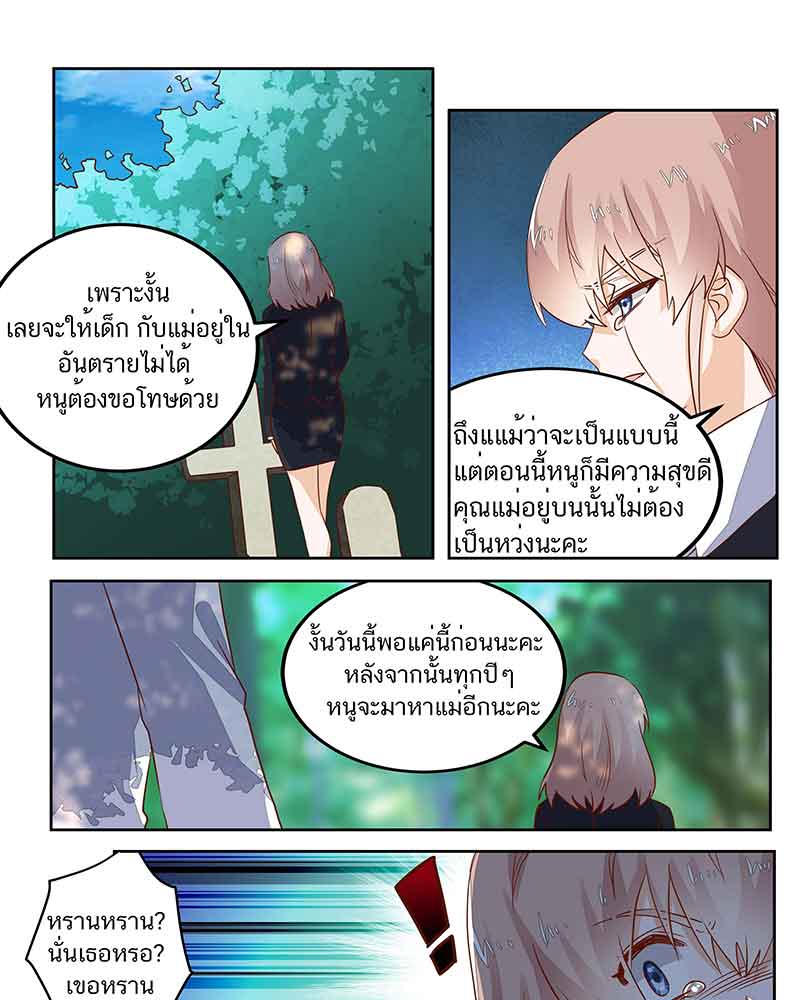 เพราะงั้น
เลยจะให้เด็ก กับแม่อยู่ใน
อันตรายไม่ได้
หนูต้องขอโทษด้วย
ถึงแแม้ว่าจะเป็นแบบนี้
แต่ตอนนี้หนูก็มีความสุขดี
คุณแม่อยู่บนนั้นไม่ต้อง
เป็นหว่งนะคะ
งั้นวันนี้พอแค่นี้ก่อนนะคะ
หลังจากนั้นทุกปีๆ
หนูจะมาหาแม่อีกนะคะ
!
หรานหราน?
นั่นเธอหรอ?
เขอหราน